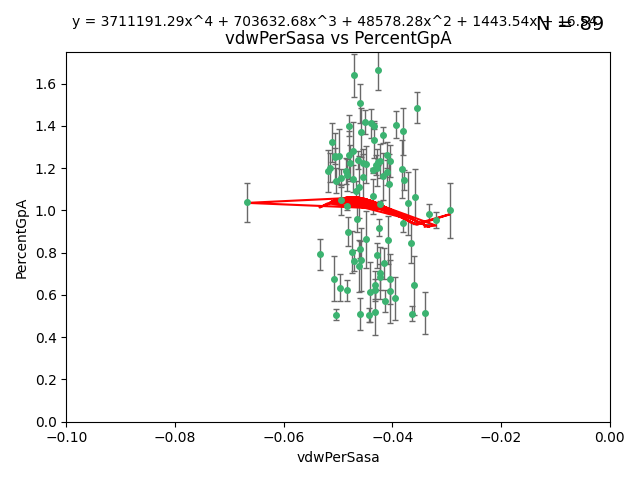 y = 3711191.29x^4 + 703632.68x^3 + 48578.28x^2 + 1443.54x + 16.54
N = 89
vdwPerSasa vs PercentGpA
PercentGpA
1.6
1.4
1.2
1.0
0.8
0.6
0.4
0.2
0.0
−0.10 −0.08 −0.06 −0.04 −0.02 0.00
vdwPerSasa